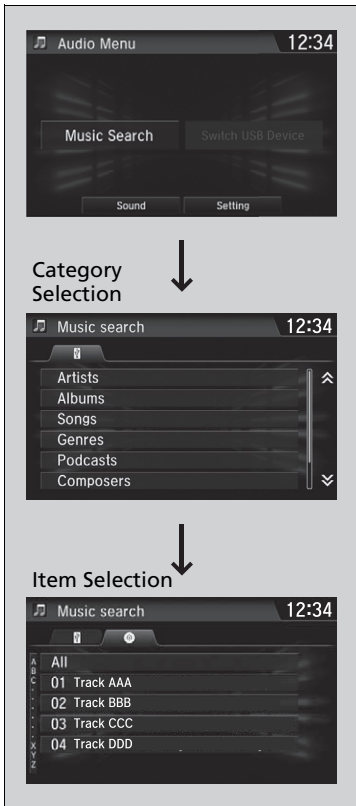 Audio Menu 12:34
Music Search Switch USB Device
Sound Setting
Category
Selection
Music search 12:34
Artists
Albums
Songs
Genres
Podcasts
Composers
Item Selection
Music search 12:34
A
B
C
All
01 Track AAA
02 Track BBB
03 Track CCC
04 Track DDD
X
Y
Z